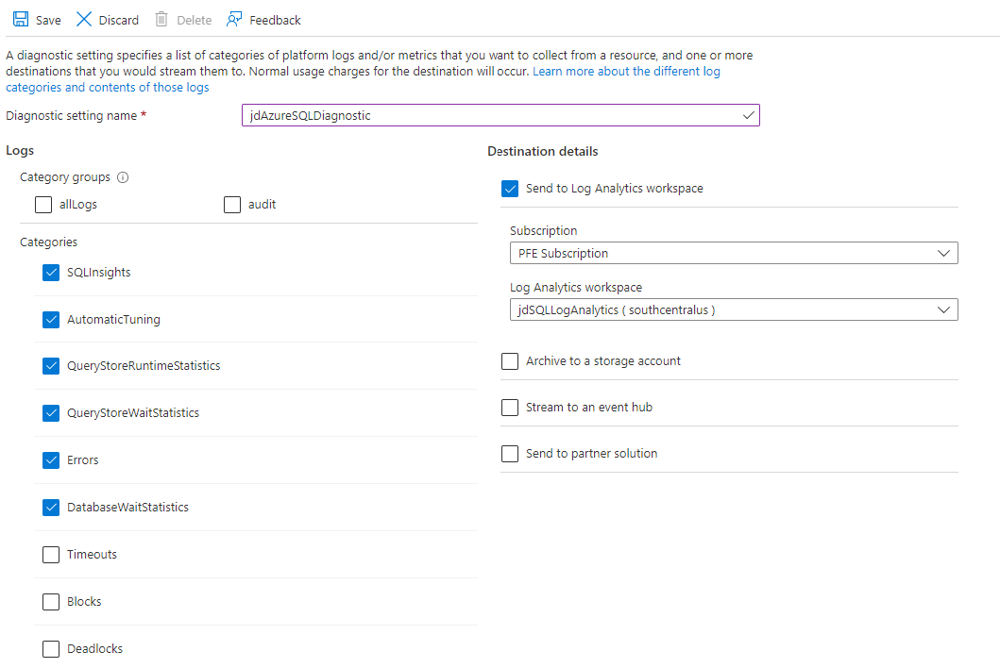 Save Discard Delete Feedback
A diagnostic setting specifies a list of categories of platform logs and/or metrics that you want to collect from a resource, and one or more
destinations that you would stream them to. Normal usage charges for the destination will occur. Learn more about the different log
categories and contents of those logs
Diagnostic setting name *
jdAzureSQLDiagnostic
Logs
Category groups
allLogs
audit
Categories
SQLInsights
AutomaticTuning
QueryStoreRuntimeStatistics
QueryStoreWaitStatistics
Errors
DatabaseWaitStatistics
Timeouts
Blocks
Deadlocks
Destination details
Send to Log Analytics workspace
Subscription
PFE Subscription
Log Analytics workspace
jdSQLLogAnalytics ( southcentralus )
Archive to a storage account
Stream to an event hub
Send to partner solution